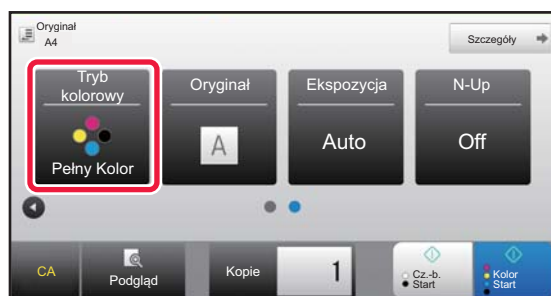 Oryginał
A4
Szczegóły
Tryb
kolorowy
Pełny Kolor
Oryginał
A
Ekspozycja
Auto
N-Up
Off
CA
Podgląd
Kopie
1
Cz.-b.
Start
Kolor
Start